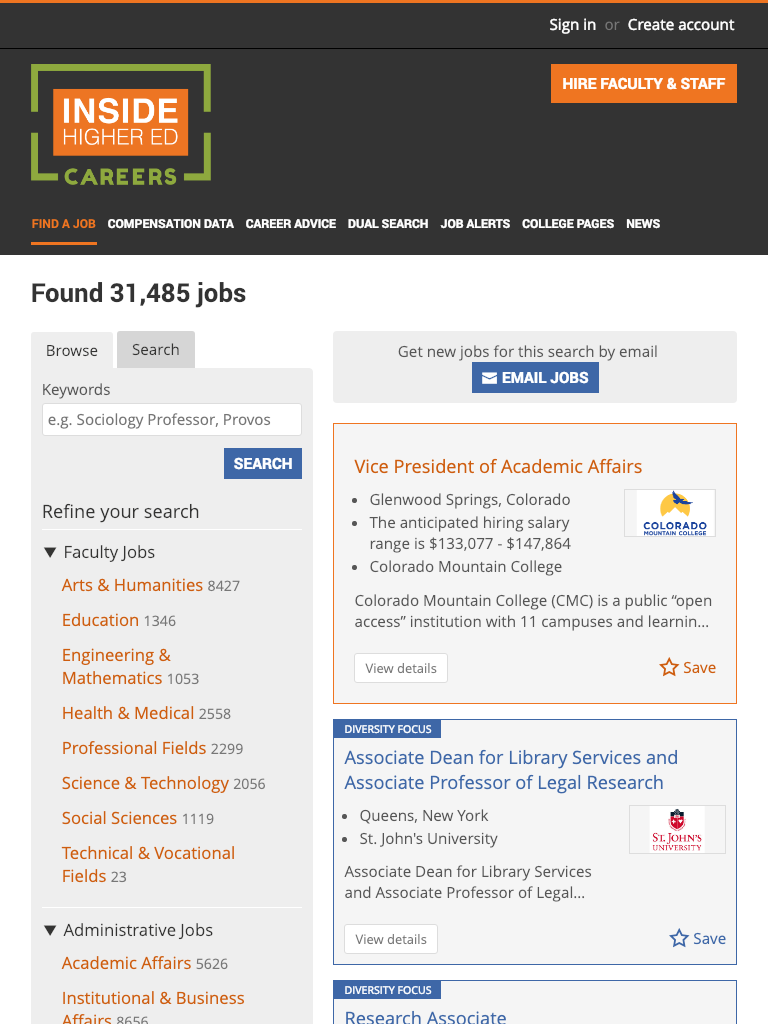 Sign in or Create account
INSIDE
HIGHER ED
CAREERS
HIRE FACULTY & STAFF
FIND A JOB COMPENSATION DATA CAREER ADVICE DUAL SEARCH JOB ALERTS COLLEGE PAGES NEWS
Found 31,485 jobs
Browse Search
Keywords
e.g. Sociology Professor, Provos
SEARCH
Refine your search
Faculty Jobs
Arts & Humanities 8427
Education 1346
Engineering &
Mathematics 1053
Health & Medical 2558
Professional Fields 2299
Science & Technology 2056
Social Sciences 1119
Technical & Vocational
Fields 23
Administrative Jobs
Academic Affairs 5626
Institutional & Business
Affairs 8656
Get new jobs for this search by email
EMAIL JOBS
Vice President of Academic Affairs
Glenwood Springs, Colorado
The anticipated hiring salary
range is $133,077 - $147,864
Colorado Mountain College
COLORADO
MOUNTAIN COLLEGE
Colorado Mountain College (CMC) is a public “open
access” institution with 11 campuses and learnin...
View details
Save
DIVERSITY FOCUS
Associate Dean for Library Services and
Associate Professor of Legal Research
Queens, New York
St. John's University
ST. JOHN'S
UNIVERSITY
Associate Dean for Library Services
and Associate Professor of Legal...
View details
Save
DIVERSITY FOCUS
Research Associate